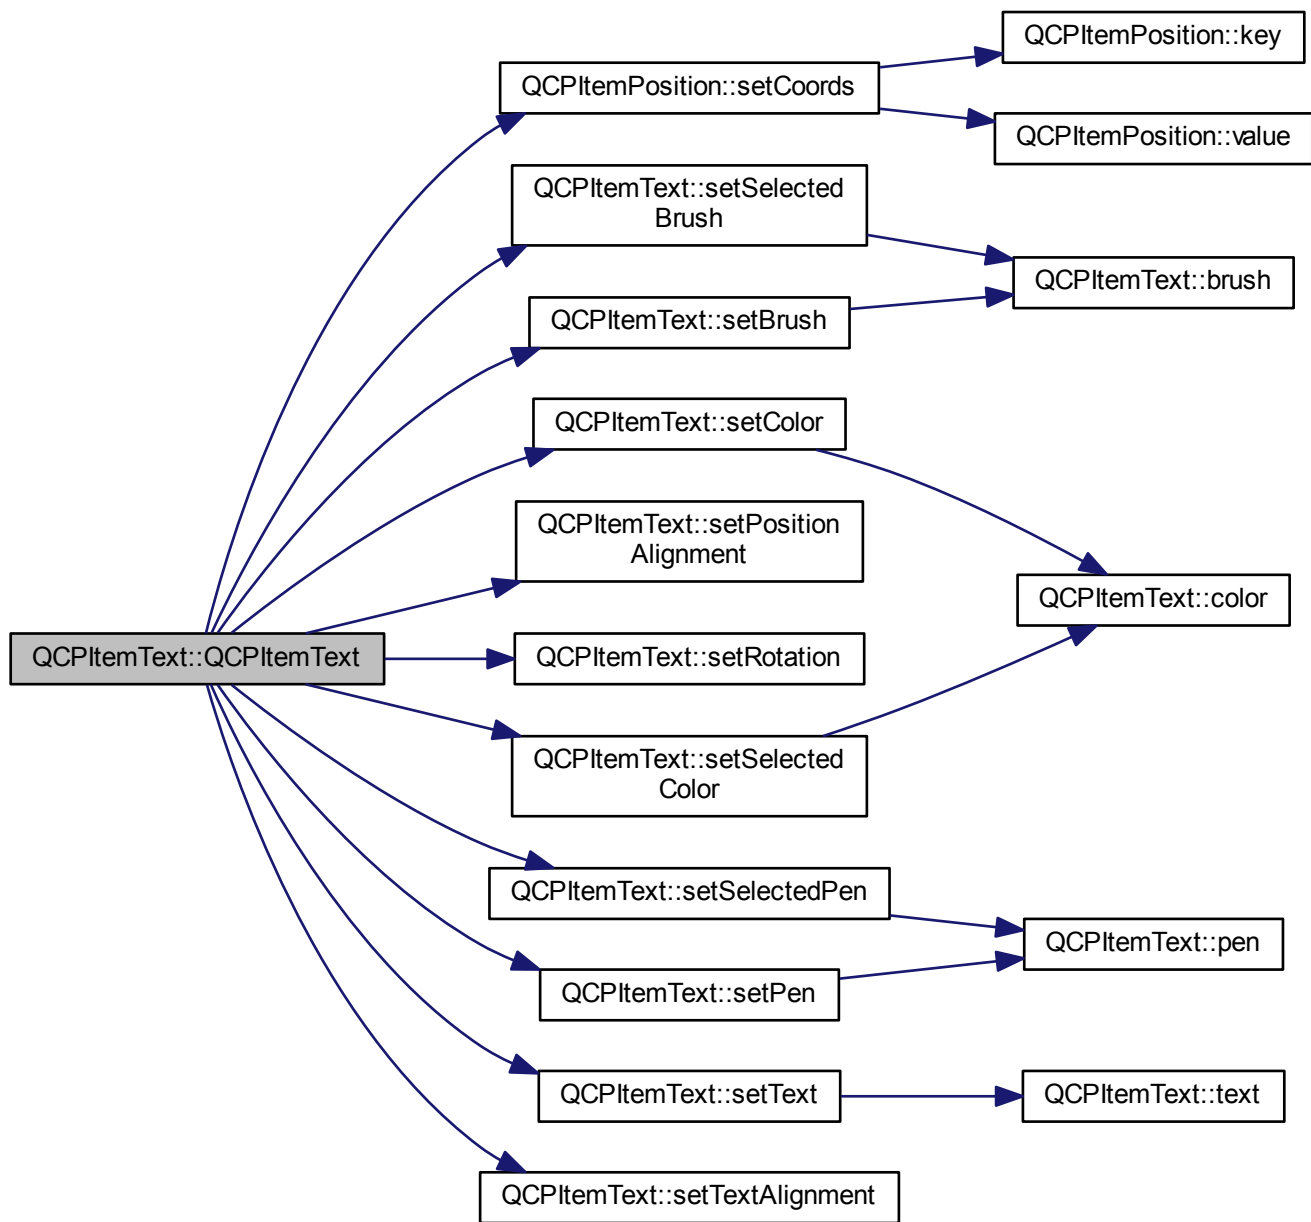 QCPItemPosition::key
QCPItemPosition::setCoords
QCPItemPosition::value
QCPItemText::setSelected
Brush
QCPItemText::brush
QCPItemText::setBrush
QCPItemText::setColor
QCPItemText::setPosition
Alignment
QCPItemText::color
QCPItemText::QCPItemText
QCPItemText::setRotation
QCPItemText::setSelected
Color
QCPItemText::setSelectedPen
QCPItemText::pen
QCPItemText::setPen
QCPItemText::setText
QCPItemText::text
QCPItemText::setTextAlignment